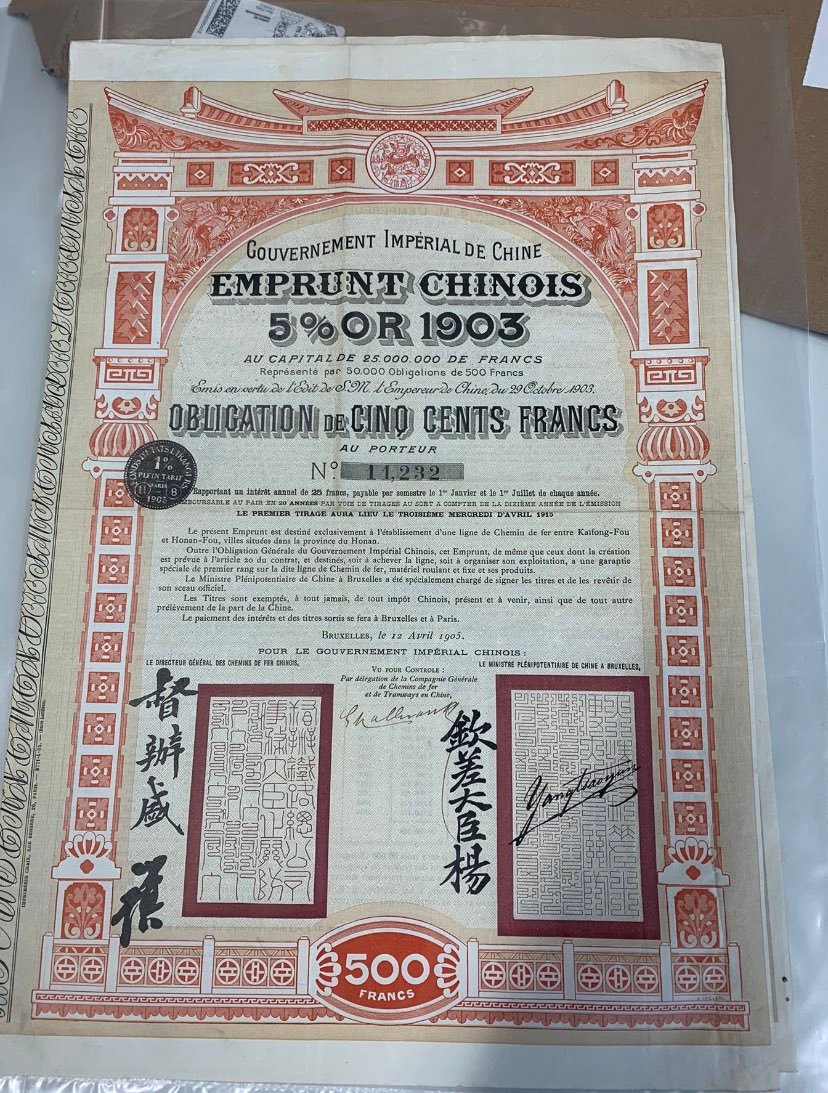 GOUVERNEMENT IMPÉRIAL DE CHINE
EMPRUNT CHINOIS
5% OR 1903
AU CAPITAL DE 25.000.000 DE FRANCS
Représenté par 50.000 Obligations de 500 Francs
Emis en vertu de l'Edit de S.M. l'Empereur de Chine, du 29 Octobre 1903.
OBLIGATION DE CINQ CENTS FRANCS
AU PORTEUR
No. 11,232
1%
PLEIN TARIF
PARIS
11 - 8
1905
Rapportant un intérêt annuel de 25 francs, payable par semestre le 1er Janvier et le 1er Juillet de chaque année.
REMBOURSABLE AU PAIR EN 20 ANNÉES PAR VOIE DE TIRAGES AU SORT A COMPTER DE LA DIXIÈME ANNÉE DE L'ÉMISSION
LE PREMIER TIRAGE AURA LIEU LE TROISIÈME MERCREDI D'AVRIL 1915
Le présent Emprunt est destiné exclusivement à l'établissement d'une ligne de Chemin de fer entre Kaïfong-Fou
et Honan-Fou, villes situées dans la province du Honan.
Outre l'Obligation Générale du Gouvernement Impérial Chinois, cet Emprunt, de même que ceux dont la création
est prévue à l'article 20 du contrat, et destinés, soit à achever la ligne, soit à organiser son exploitation, a une garantie
spéciale de premier rang sur la dite ligne de Chemin de fer, matériel roulant et fixe et ses produits.
Le Ministre Plénipotentiaire de Chine à Bruxelles a été spécialement chargé de signer les titres et de les revêtir de
son sceau officiel.
Les Titres sont exemptés, à tout jamais, de tout impôt Chinois, présent et à venir, ainsi que de tout autre
prélèvement de la part de la Chine.
Le paiement des intérêts et des titres sortis se fera à Bruxelles et à Paris.
BRUXELLES, le 12 Avril 1905.
POUR LE GOUVERNEMENT IMPÉRIAL CHINOIS :
LE DIRECTEUR GÉNÉRAL DES CHEMINS DE FER CHINOIS,
VU POUR CONTROLE :
Par délégation de la Compagnie Générale
de Chemins de fer
et de Tramways en Chine,
LE MINISTRE PLÉNIPOTENTIAIRE DE CHINE A BRUXELLES,
督辦盛
欽差大臣楊
500
FRANCS